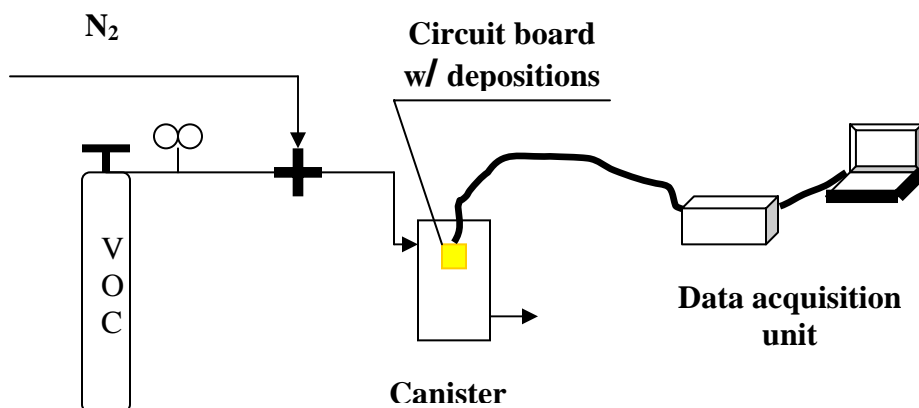 N₂
Circuit board
w/ depositions
V
O
C
Data acquisition
unit
Canister